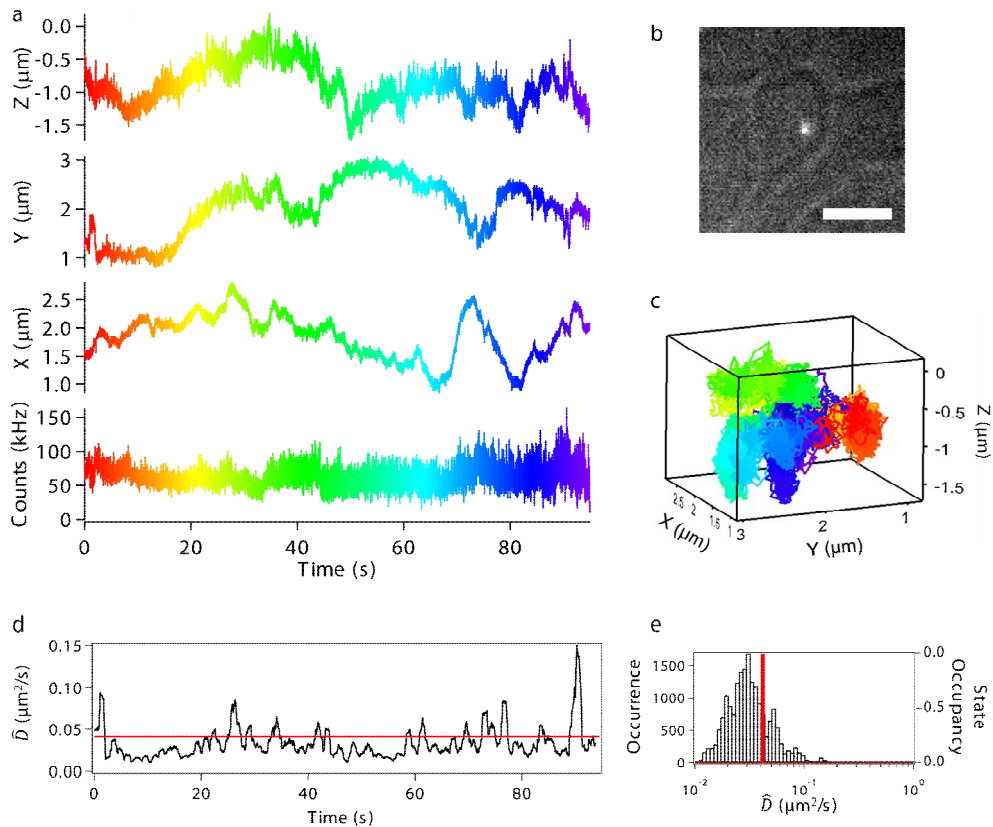 a
0.0
-0.5
-1.0
-1.5
Z (µm)
3
2
1
Y (µm)
2.5
2.0
1.5
1.0
X (µm)
150
100
50
0
Counts (kHz)
0 20 40 60 80
Time (s)
b
c
0
-0.5
-1
-1.5
Z (µm)
2.5 2 1.5 1
X (µm)
3 2 1
Y (µm)
d
0.15
0.10
0.05
0.00
D̂ (µm²/s)
0 20 40 60 80
Time (s)
e
1500
1000
500
0
Occurrence
0.0
0.5
0.0
State
Occupancy
10⁻² 10⁻¹ 10⁰
D̂ (µm²/s)